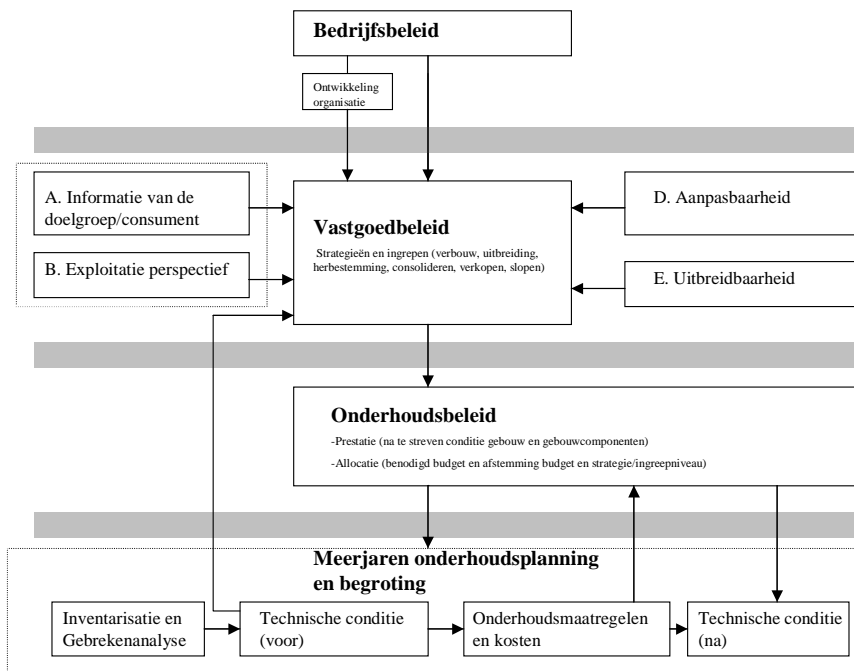 Bedrijfsbeleid
Ontwikkeling
organisatie
A. Informatie van de
doelgroep/consument
B. Exploitatie perspectief
Vastgoedbeleid
Strategieën en ingrepen (verbouw, uitbreiding,
herbestemming, consolideren, verkopen, slopen)
D. Aanpasbaarheid
E. Uitbreidbaarheid
Onderhoudsbeleid
-Prestatie (na te streven conditie gebouw en gebouwcomponenten)
-Allocatie (benodigd budget en afstemming budget en strategie/ingreepniveau)
Meerjaren onderhoudsplanning
en begroting
Inventarisatie en
Gebrekenanalyse
Technische conditie
(voor)
Onderhoudsmaatregelen
en kosten
Technische conditie
(na)